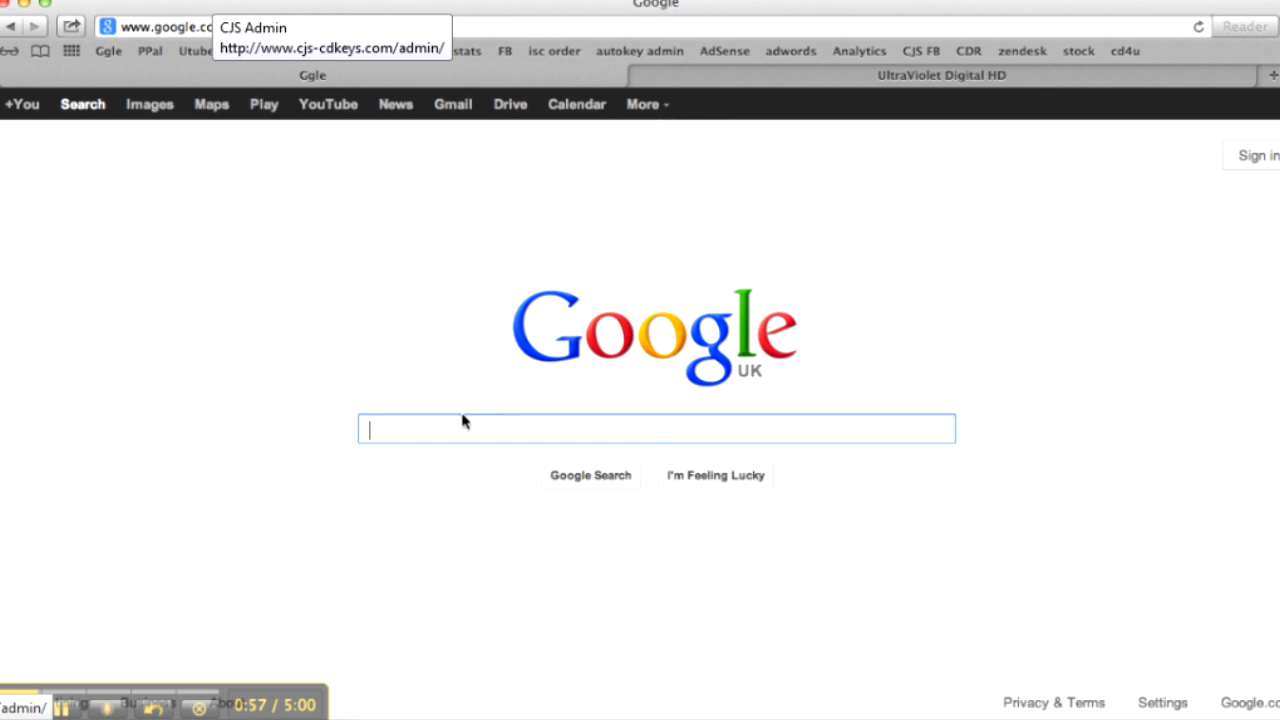 Google
www.google.cc
CJS Admin
http://www.cjs-cdkeys.com/admin/
Reader
Ggle PPal Utube stats FB isc order autokey admin AdSense adwords Analytics CJS FB CDR zendesk stock cd4u
Ggle UltraViolet Digital HD
+You Search Images Maps Play YouTube News Gmail Drive Calendar More
Sign in
Google
UK
Google Search I'm Feeling Lucky
admin/ 0:57 / 5:00
Privacy & Terms Settings Google.co